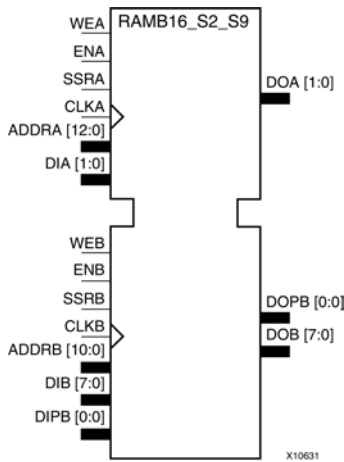 RAMB16_S2_S9
WEA
ENA
SSRA
CLKA
ADDRA [12:0]
DIA [1:0]
DOA [1:0]
WEB
ENB
SSRB
CLKB
ADDRB [10:0]
DIB [7:0]
DIPB [0:0]
DOPB [0:0]
DOB [7:0]
X10631